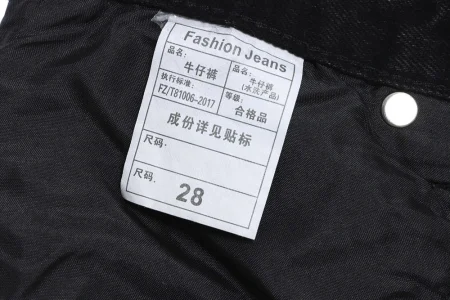 Fashion Jeans
品名: 牛仔裤
品名: 牛仔裤
(水洗产品)
执行标准:
FZ/T81006-2017
等级: 合格品
成份详见贴标
尺码:
尺码: 28